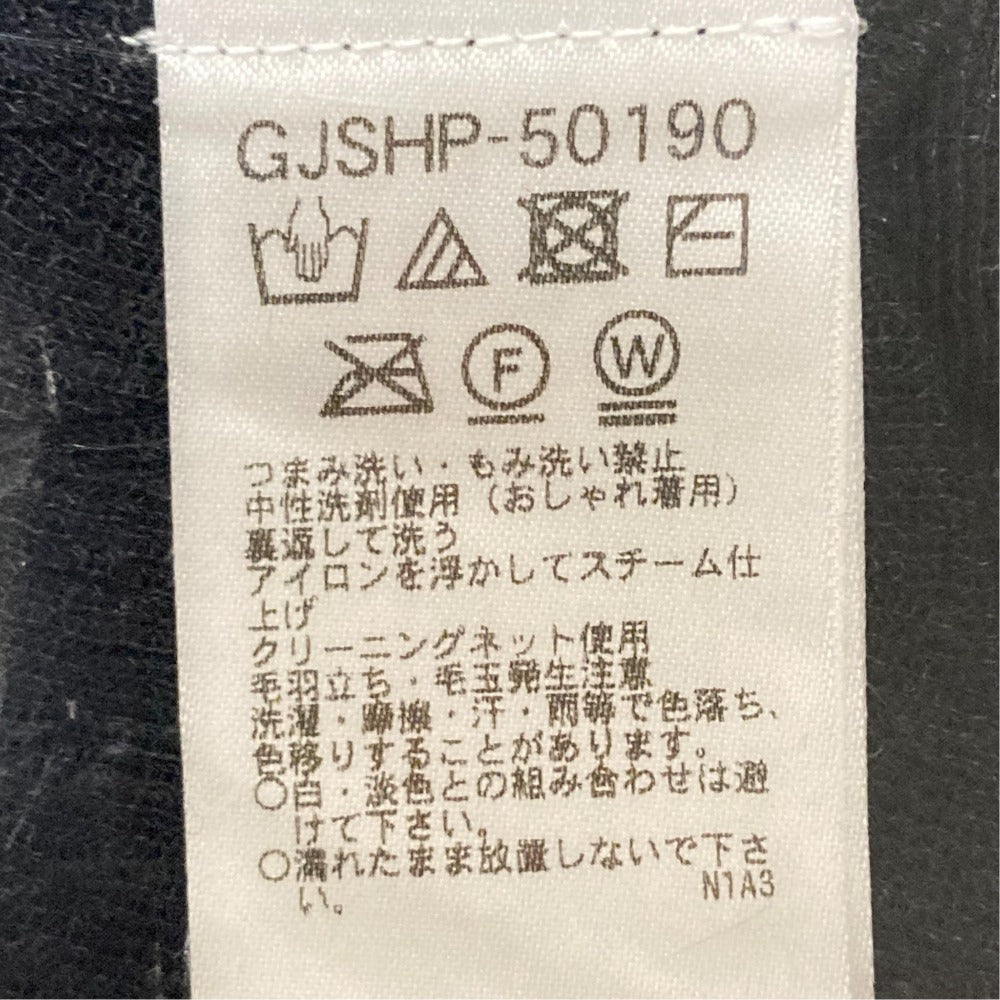 GJSHP-50190
F
W
つまみ洗い・もみ洗い禁止
中性洗剤使用（おしゃれ着用）
裏返して洗う
アイロンを浮かしてスチーム仕
上げ
クリーニングネット使用
毛羽立ち・毛玉発生注意
洗濯・摩擦・汗・雨等で色落ち、
色移りすることがあります。
○白・淡色との組み合わせは避
けて下さい。
○濡れたまま放置しないで下さ
い。
N1A3